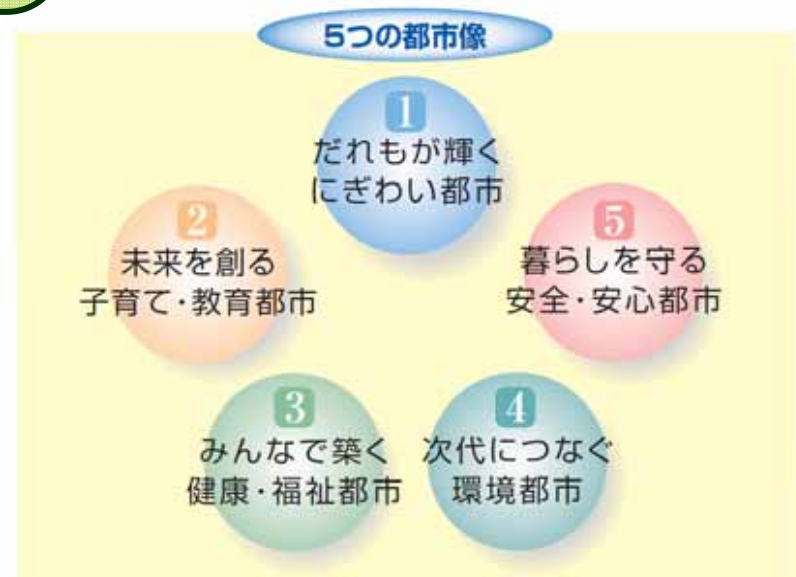 5つの都市像
1
だれもが輝く
にぎわい都市
2
未来を創る
子育て・教育都市
3
みんなで築く
健康・福祉都市
4
次代につなぐ
環境都市
5
暮らしを守る
安全・安心都市